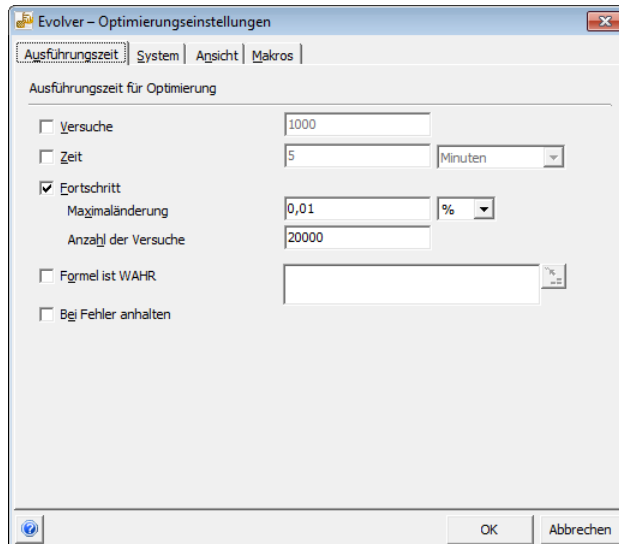 Evolver – Optimierungseinstellungen
Ausführungszeit System Ansicht Makros
Ausführungszeit für Optimierung
Versuche 1000
Zeit 5 Minuten
Fortschritt
Maximaländerung 0,01 %
Anzahl der Versuche 20000
Formel ist WAHR
Bei Fehler anhalten
OK Abbrechen